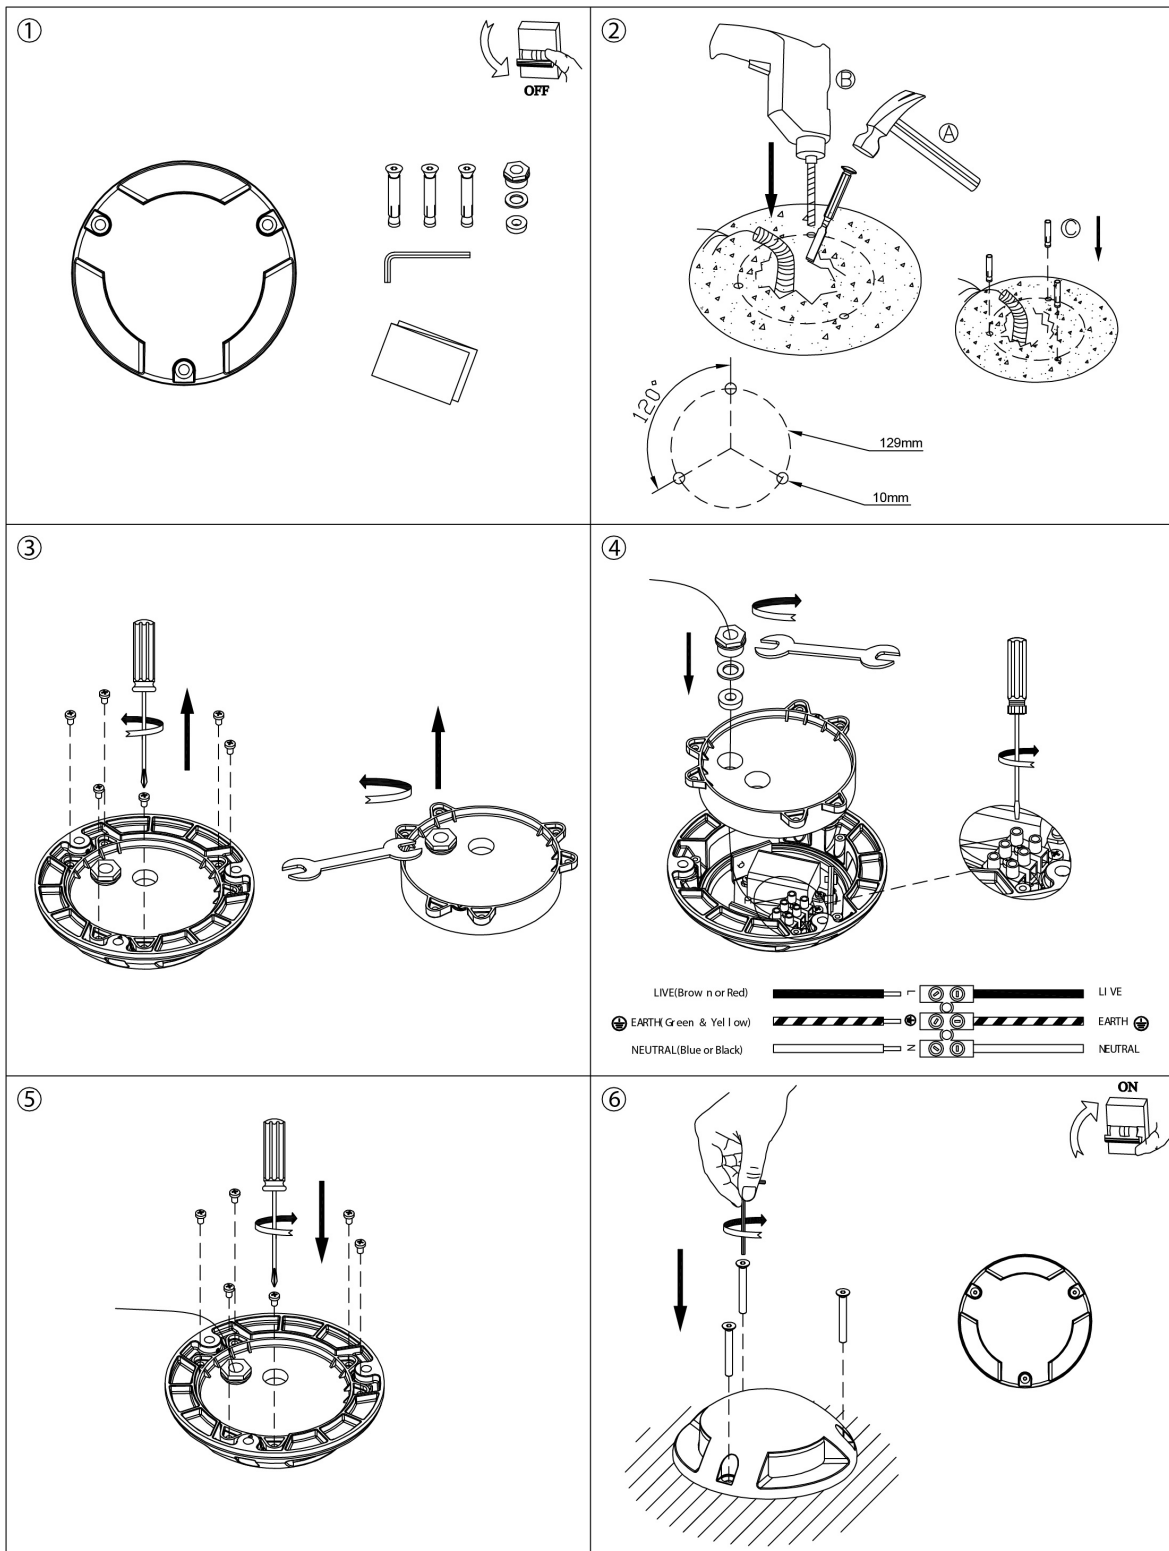 ①
OFF
②
B
A
C
120°
129mm
10mm
③
④
LIVE(Brow n or Red) L LI VE
EARTH( Green & Yel l ow) EARTH
NEUTRAL(Blue or Black) N NEUTRAL
⑤
⑥
ON